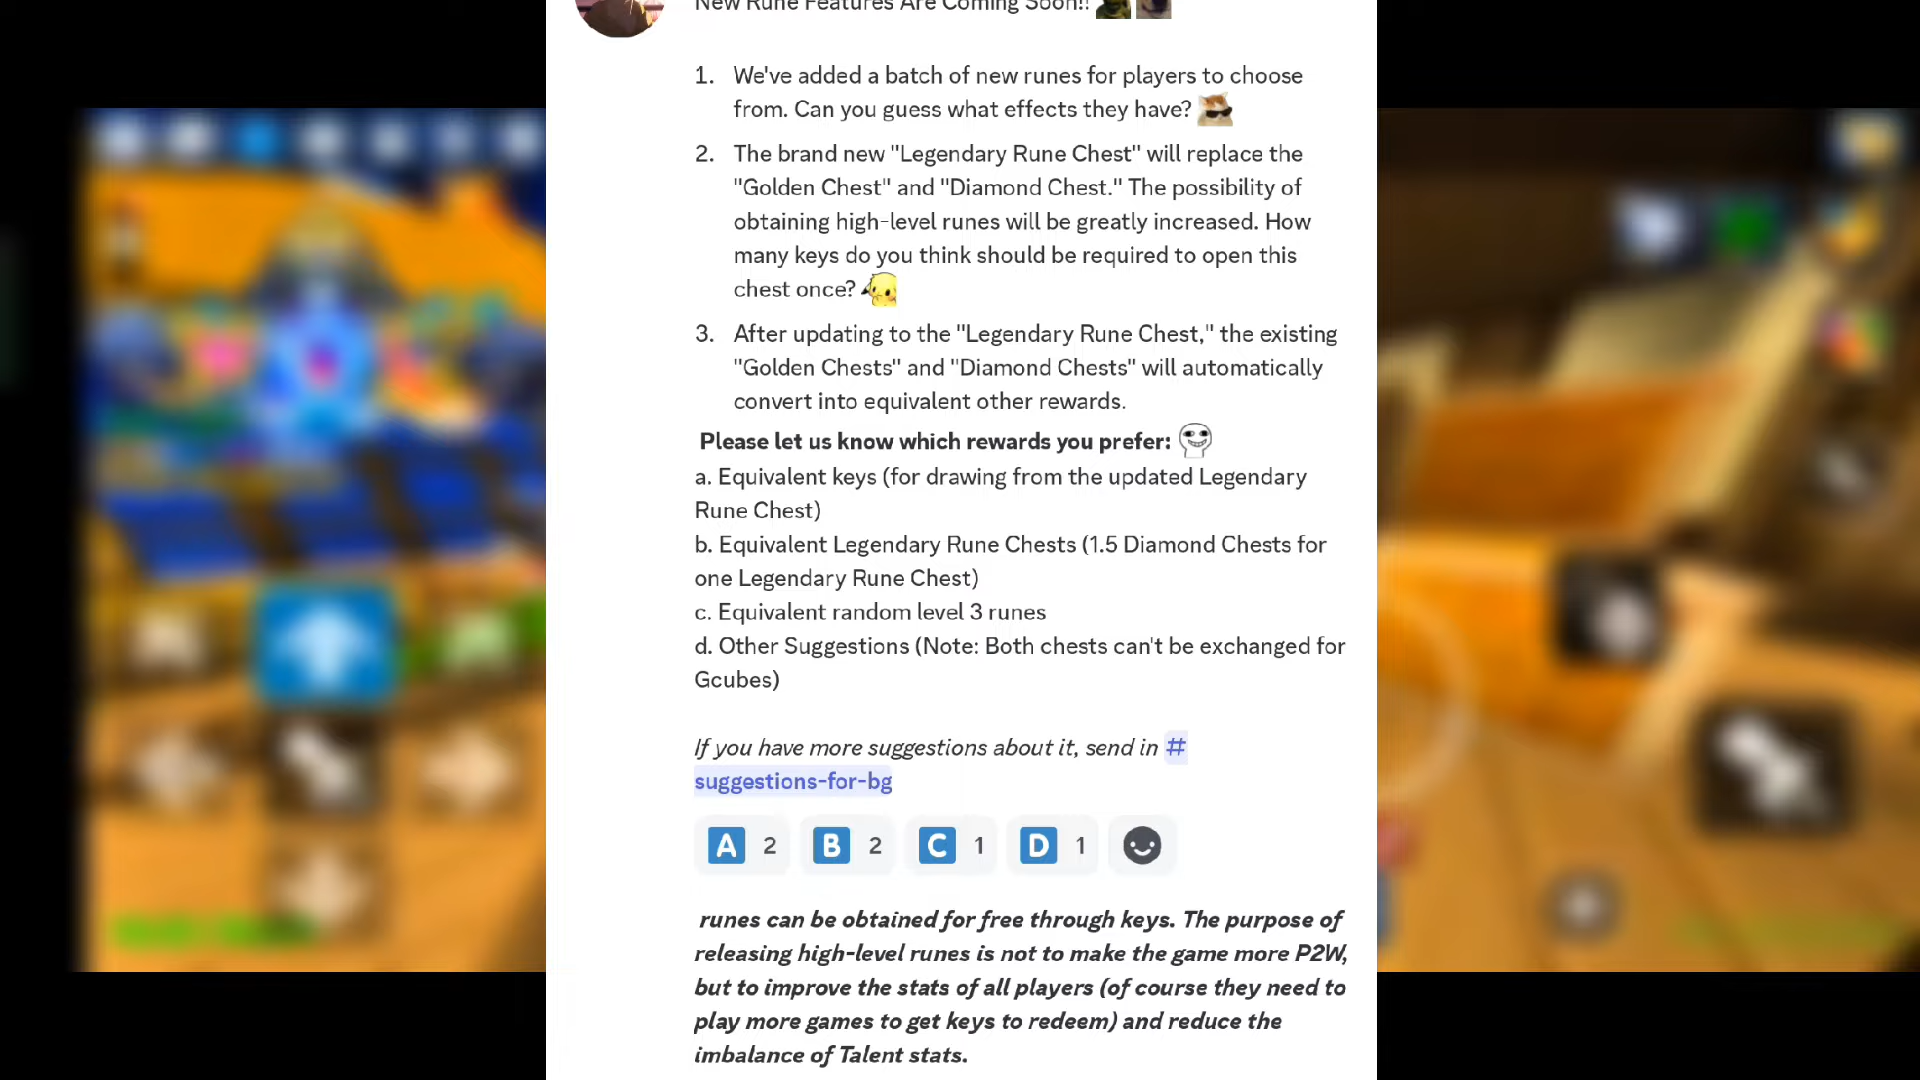 New Rune Features Are Coming Soon!!
1. We've added a batch of new runes for players to choose
from. Can you guess what effects they have?
2. The brand new "Legendary Rune Chest" will replace the
"Golden Chest" and "Diamond Chest." The possibility of
obtaining high-level runes will be greatly increased. How
many keys do you think should be required to open this
chest once?
3. After updating to the "Legendary Rune Chest," the existing
"Golden Chests" and "Diamond Chests" will automatically
convert into equivalent other rewards.
Please let us know which rewards you prefer:
a. Equivalent keys (for drawing from the updated Legendary
Rune Chest)
b. Equivalent Legendary Rune Chests (1.5 Diamond Chests for
one Legendary Rune Chest)
c. Equivalent random level 3 runes
d. Other Suggestions (Note: Both chests can't be exchanged for
Gcubes)
If you have more suggestions about it, send in #
suggestions-for-bg
A 2 B 2 C 1 D 1
runes can be obtained for free through keys. The purpose of
releasing high-level runes is not to make the game more P2W,
but to improve the stats of all players (of course they need to
play more games to get keys to redeem) and reduce the
imbalance of Talent stats.